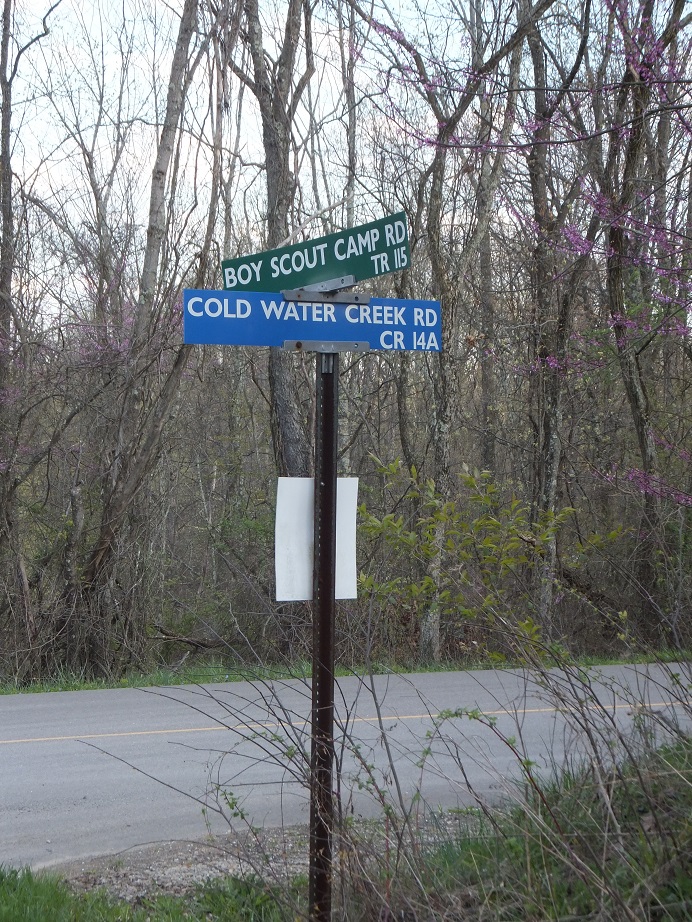 BOY SCOUT CAMP RD
TR 115
COLD WATER CREEK RD
CR 14A